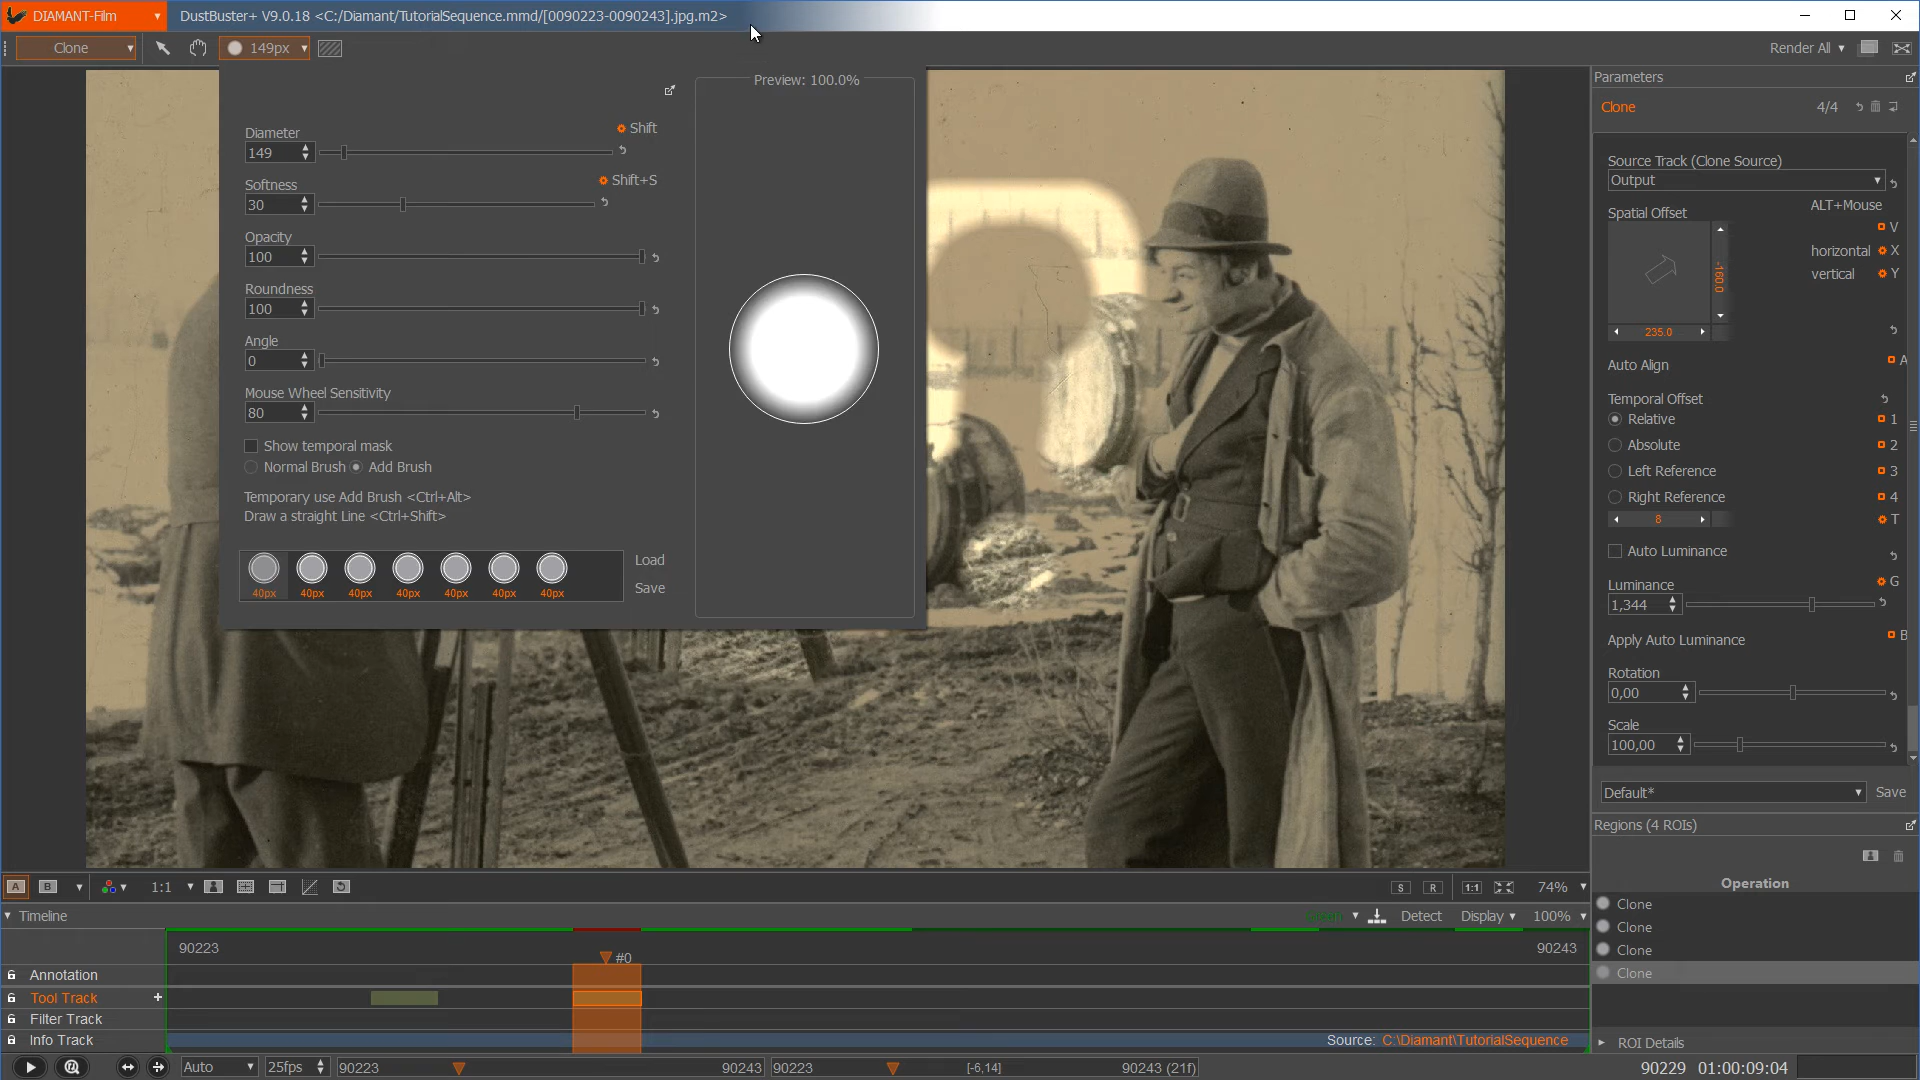 DIAMANT-Film
DustBuster+ V9.0.18 <C:/Diamant/TutorialSequence.mmd/[0090223-0090243].jpg.m2>
Clone
149px
Render All
Preview: 100.0%
Diameter
Shift
149
Softness
Shift+S
30
Opacity
100
Roundness
100
Angle
0
Mouse Wheel Sensitivity
80
Show temporal mask
Normal Brush
Add Brush
Temporary use Add Brush <Ctrl+Alt>
Draw a straight Line <Ctrl+Shift>
40px 40px 40px 40px 40px 40px 40px
Load
Save
Parameters
Clone
4/4
Source Track (Clone Source)
Output
Spatial Offset
ALT+Mouse
V
horizontal X
vertical Y
-160.0
235.0
Auto Align
A
Temporal Offset
Relative 1
Absolute 2
Left Reference 3
Right Reference 4
8
T
Auto Luminance
Luminance
G
1,344
Apply Auto Luminance
B
Rotation
0,00
Scale
100,00
Default*
Save
Regions (4 ROIs)
Operation
Clone
Clone
Clone
Clone
ROI Details
A
B
1:1
S
R
1:1
74%
Timeline
Detect
Display
100%
90223
#0
90243
Annotation
Tool Track
+
Filter Track
Info Track
Source: C:\Diamant\TutorialSequence
Auto
25fps
90223
90243
90223
[-6,14]
90243 (21f)
90229 01:00:09:04